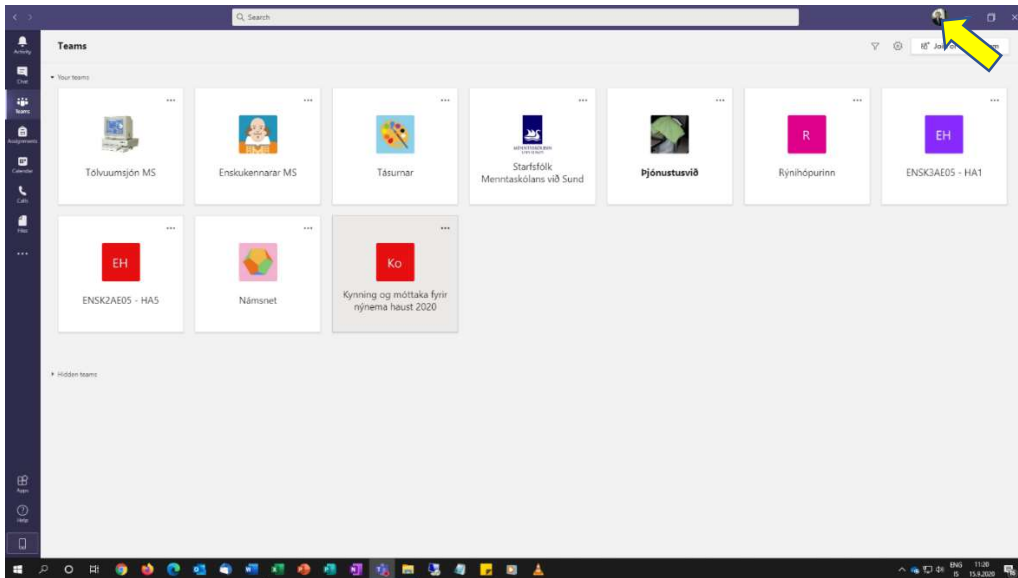 Search
Activity
Teams
Join or
m
Chat
Your teams
Teams
Assignments
R
EH
Calendar
Tölvuumsjón MS
Enskukennarar MS
Tásurnar
Starfsfólk
Menntaskólans við Sund
Þjónustusvið
Rýnihópurinn
ENSK3AE05 - HA1
Calls
Files
EH
Ko
ENSK2AE05 - HA5
Námsnet
Kynning og móttaka fyrir
nýnema haust 2020
Hidden teams
Apps
Help
ENG
11:20
IS
15.9.2020